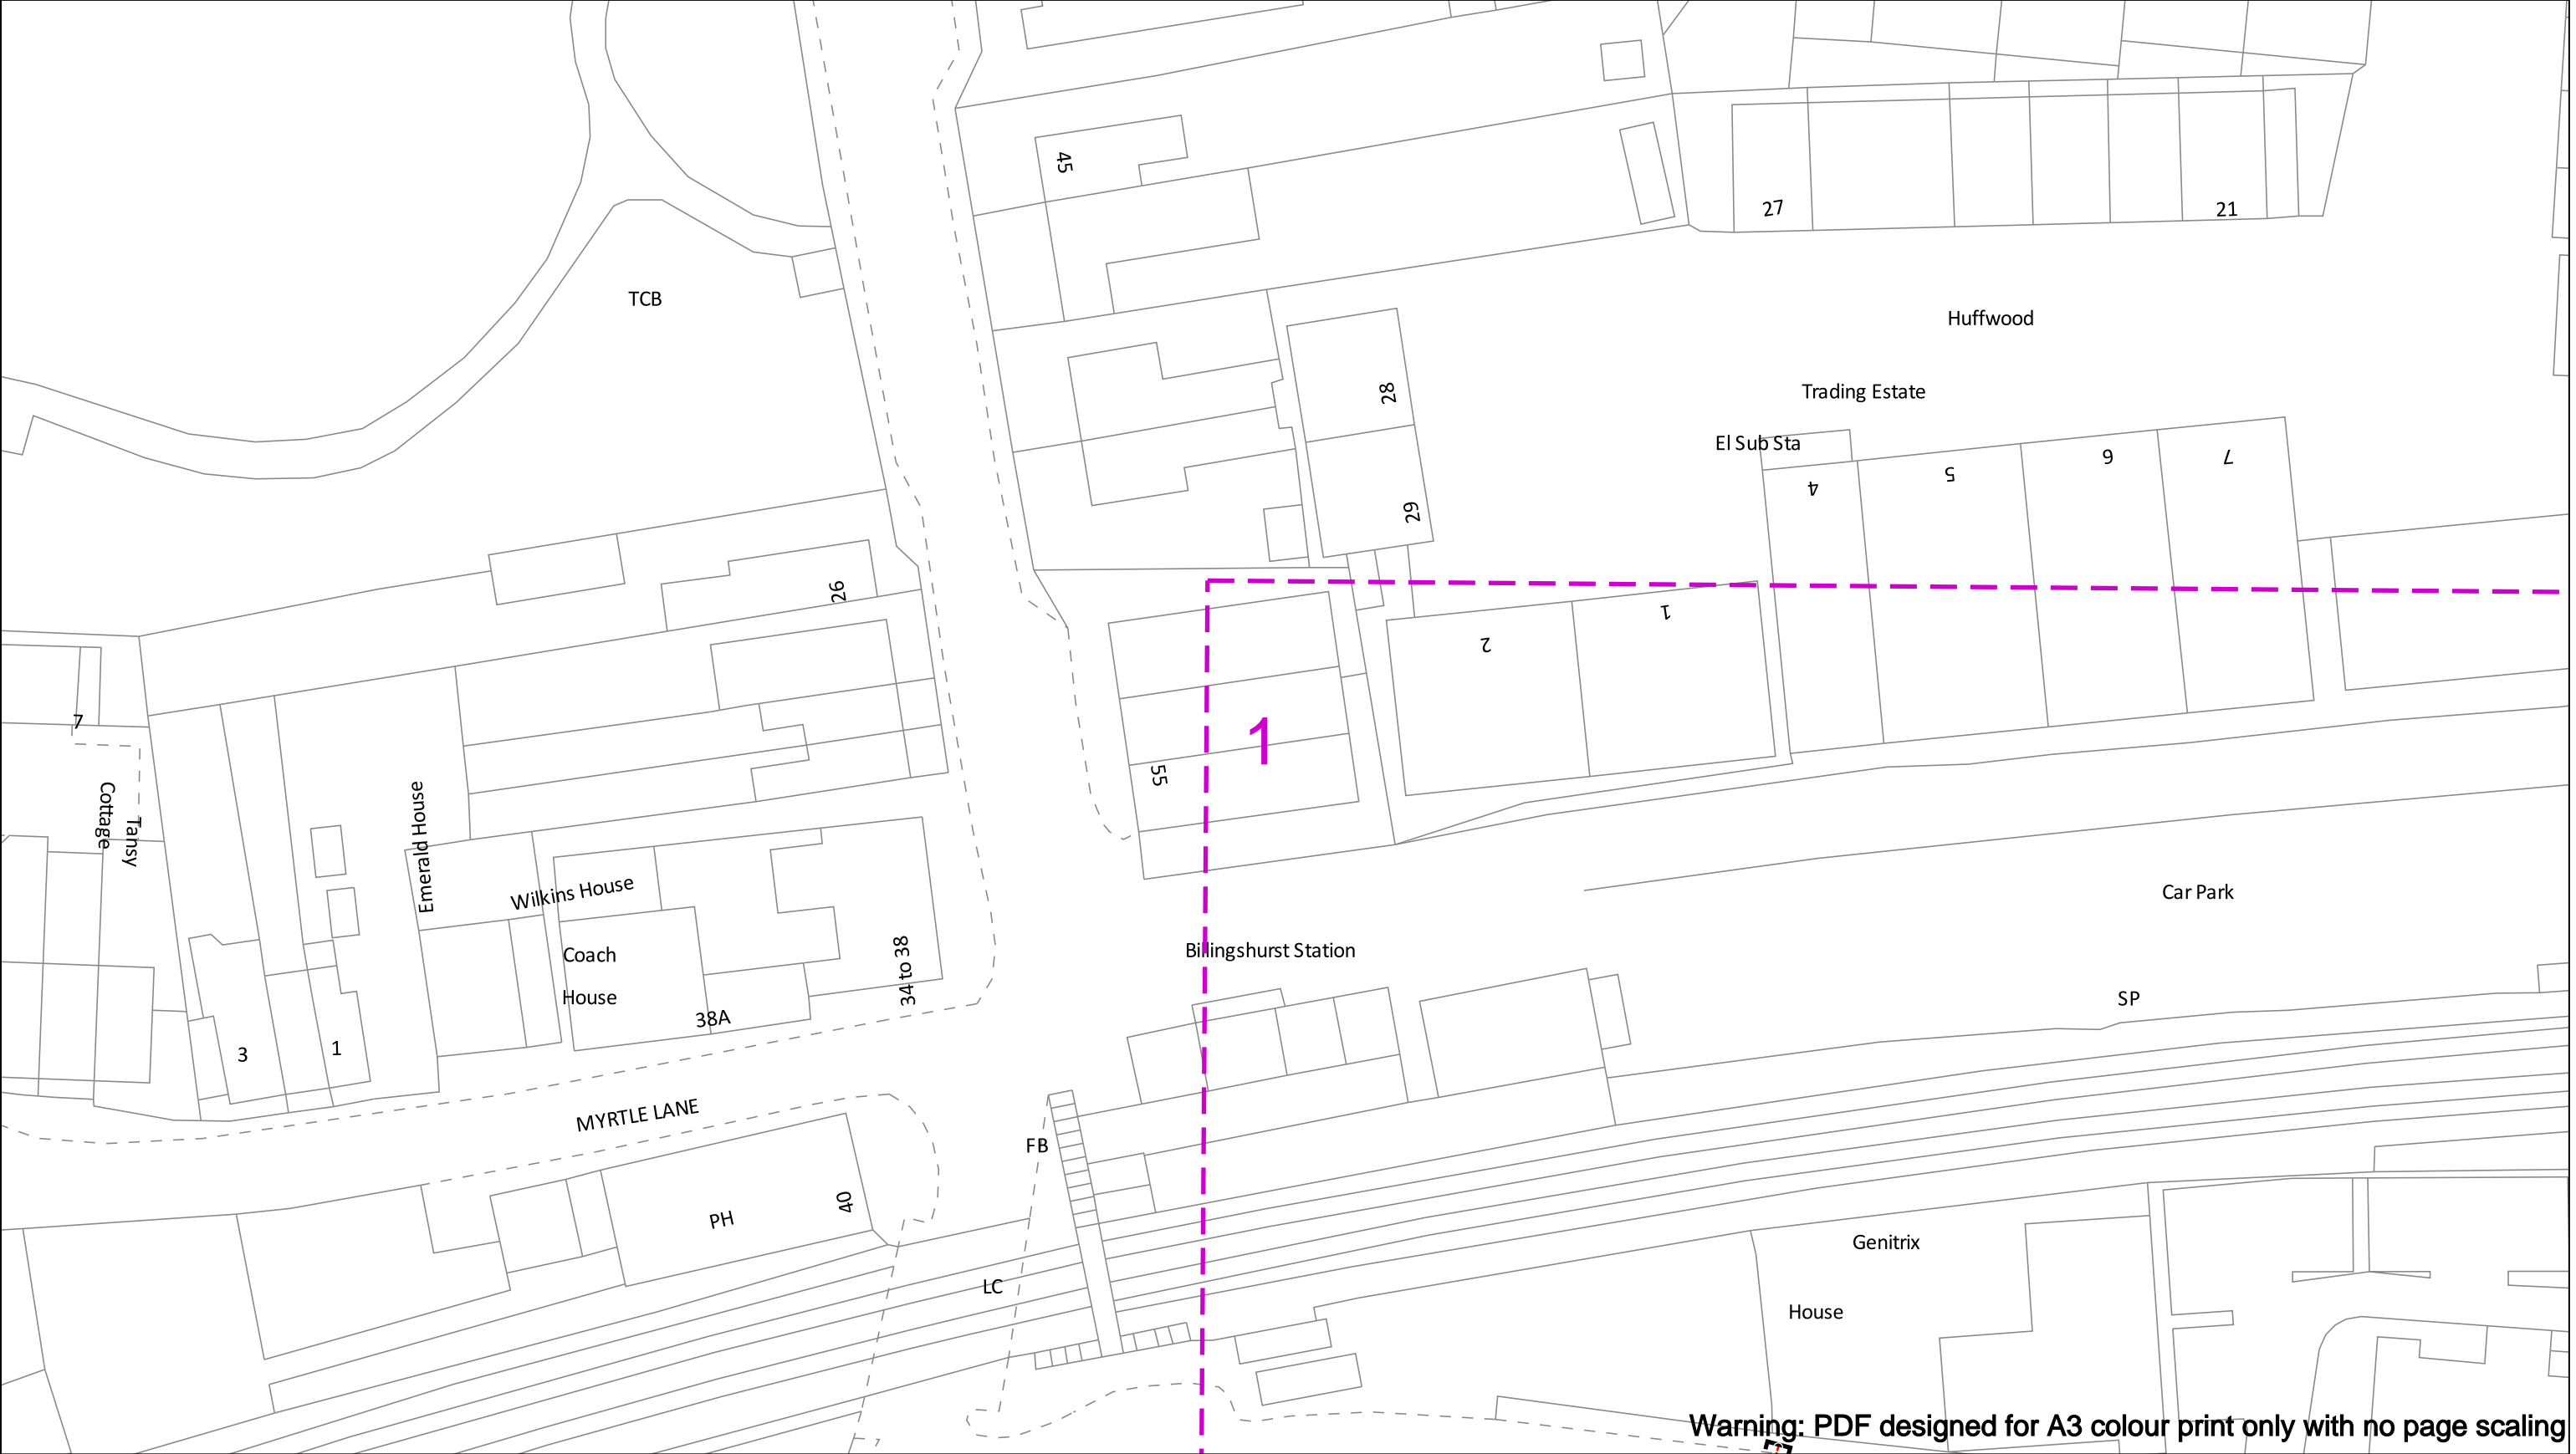 45
27
21
TCB
Huffwood
Trading Estate
28
El Sub Sta
4
5
6
7
29
26
1
2
7
1
55
Cottage
Tansy
Emerald House
Wilkins House
Car Park
Coach
House
34 to 38
Billingshurst Station
SP
38A
3
1
MYRTLE LANE
FB
PH
40
LC
Genitrix
House
Warning: PDF designed for A3 colour print only with no page scaling